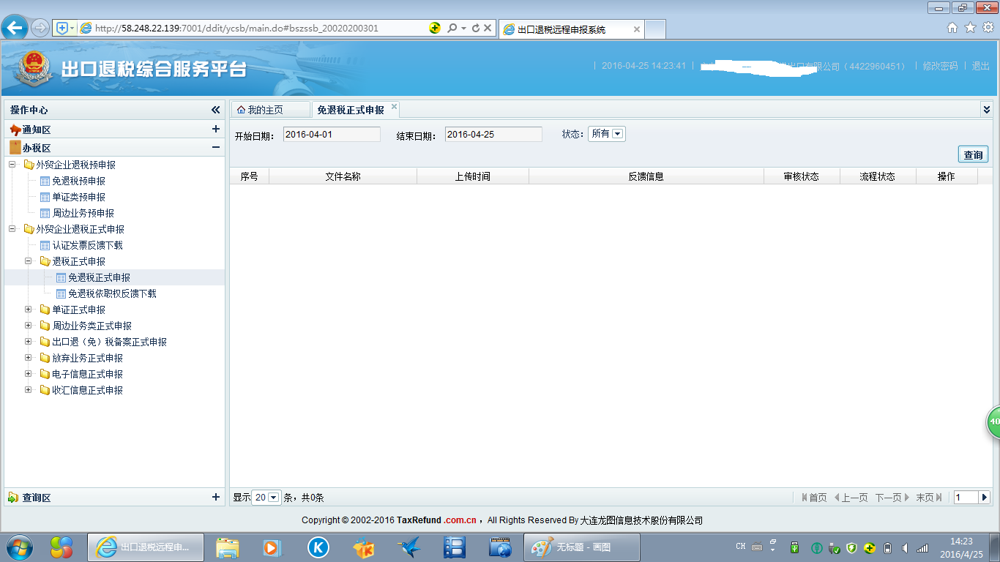 http://58.248.22.139:7001/ddit/ycsb/main.do#bszssb_20020200301
出口退税远程申报系统
出口退税综合服务平台
2016-04-25 14:23:41
出口有限公司（4422960451）
修改密码
退出
操作中心
我的主页
免退税正式申报
通知区
办税区
开始日期：
2016-04-01
结束日期：
2016-04-25
状态：
所有
查询
序号
文件名称
上传时间
反馈信息
审核状态
流程状态
操作
外贸企业退税预申报
免退税预申报
单证类预申报
周边业务预申报
外贸企业退税正式申报
认证发票反馈下载
退税正式申报
免退税正式申报
免退税依职权反馈下载
单证正式申报
周边业务类正式申报
出口退（免）税备案正式申报
放弃业务正式申报
电子信息正式申报
收汇信息正式申报
40
查询区
显示 20 条，共0条
首页
上一页
下一页
末页
1
Copyright © 2002-2016 TaxRefund .com.cn ，All Rights Reserved By 大连龙图信息技术股份有限公司
出口退税远程申...
无标题 - 画图
CH
14:23
2016/4/25